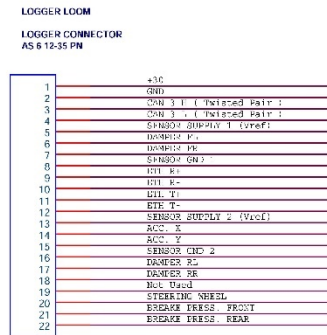 LOGGER LOOM
LOGGER CONNECTOR
AS 6 12-35 PN
1 +30
2 GND
3 CAN 3 H ( Twisted Pair )
4 CAN 3 L ( Twisted Pair )
5 SENSOR SUPPLY 1 (Vref)
6 DAMPER FL
7 DAMPER FR
8 SENSOR GND 1
9 ETH R+
10 ETH R-
11 ETH T+
12 ETH T-
13 SENSOR SUPPLY 2 (Vref)
14 ACC. X
15 ACC. Y
16 SENSOR GND 2
17 DAMPER RL
18 DAMPER RR
19 Not Used
20 STEERING WHEEL
21 BREAKE PRESS. FRONT
22 BREAKE PRESS. REAR